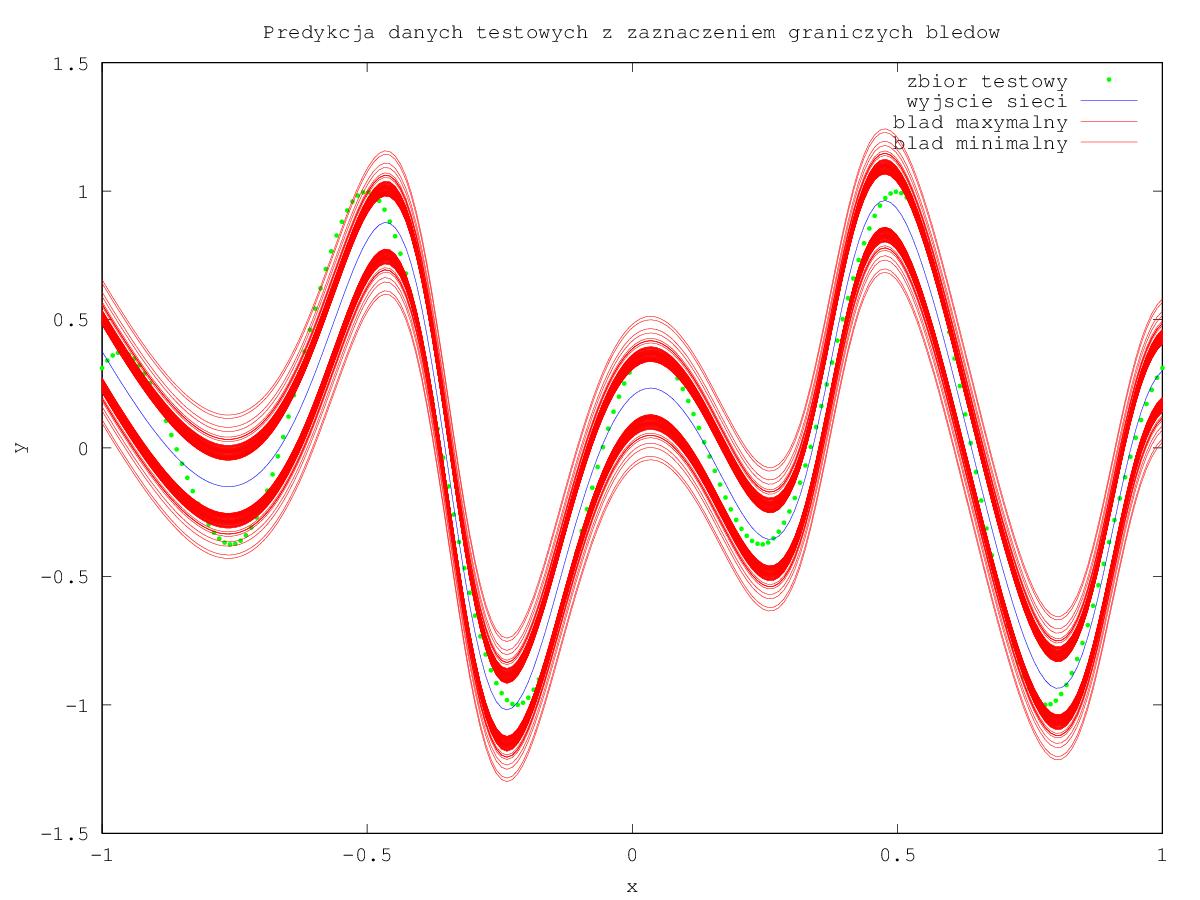 Predykcja danych testowych z zaznaczeniem graniczych bledow
zbior testowy
wyjscie sieci
blad maxymalny
blad minimalny
1.5
1
0.5
0
-0.5
-1
-1.5
y
-1
-0.5
0
0.5
1
x